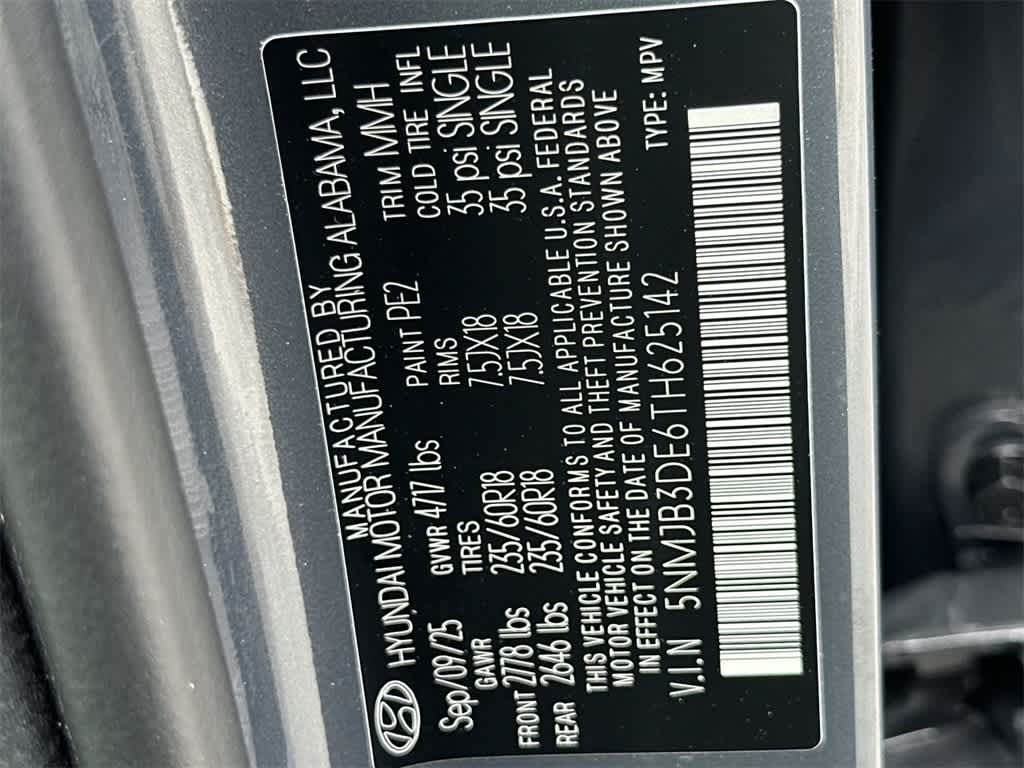 MANUFACTURED BY
HYUNDAI MOTOR MANUFACTURING ALABAMA, LLC
Sep/09/25 GVWR 4717 lbs PAINT PE2 TRIM MMH
GAWR TIRES RIMS COLD TIRE INFL
FRONT 2778 lbs 235/60R18 7.5JX18 35 psi SINGLE
REAR 2646 lbs 235/60R18 7.5JX18 35 psi SINGLE
THIS VEHICLE CONFORMS TO ALL APPLICABLE U.S.A. FEDERAL
MOTOR VEHICLE SAFETY AND THEFT PREVENTION STANDARDS
IN EFFECT ON THE DATE OF MANUFACTURE SHOWN ABOVE
V.I.N 5NMJB3DE6TH625142 TYPE: MPV